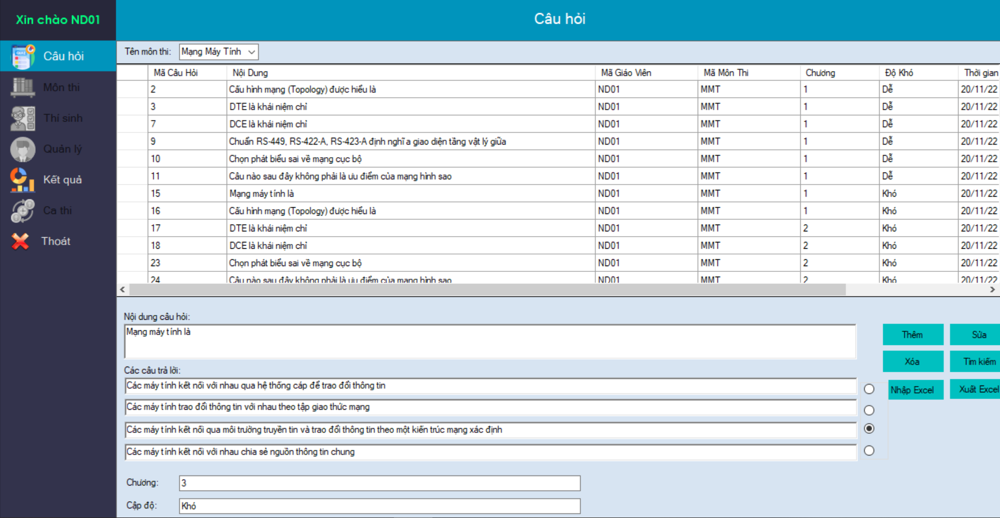 Xin chào ND01
Câu hỏi
Môn thi
Thí sinh
Quản lý
Kết quả
Ca thi
Thoát
Câu hỏi
Tên môn thi: Mạng Máy Tính
Mã Câu Hỏi Nội Dung Mã Giáo Viên Mã Môn Thi Chương Độ Khó Thời gian
2 Cấu hình mạng (Topology) được hiểu là ND01 MMT 1 Dễ 20/11/22
3 DTE là khái niệm chỉ ND01 MMT 1 Dễ 20/11/22
7 DCE là khái niệm chỉ ND01 MMT 1 Dễ 20/11/22
9 Chuẩn RS-449, RS-422-A, RS-423-A định nghĩa giao diện tầng vật lý giữa ND01 MMT 1 Dễ 20/11/22
10 Chọn phát biểu sai về mạng cục bộ ND01 MMT 1 Dễ 20/11/22
11 Câu nào sau đây không phải là ưu điểm của mạng hình sao ND01 MMT 1 Dễ 20/11/22
15 Mạng máy tính là ND01 MMT 1 Khó 20/11/22
16 Cấu hình mạng (Topology) được hiểu là ND01 MMT 1 Khó 20/11/22
17 DTE là khái niệm chỉ ND01 MMT 2 Khó 20/11/22
18 DCE là khái niệm chỉ ND01 MMT 2 Khó 20/11/22
23 Chọn phát biểu sai về mạng cục bộ ND01 MMT 2 Khó 20/11/22
24 Câu nào sau đây không phải là ưu điểm của mạng hình sao ND01 MMT 2 Khó 20/11/22
Nội dung câu hỏi:
Mạng máy tính là
Thêm Sửa
Xóa Tìm kiếm
Nhập Excel Xuất Excel
Các câu trả lời:
Các máy tính kết nối với nhau qua hệ thống cáp để trao đổi thông tin
Các máy tính trao đổi thông tin với nhau theo tập giao thức mạng
Các máy tính kết nối qua môi trường truyền tin và trao đổi thông tin theo một kiến trúc mạng xác định
Các máy tính kết nối với nhau chia sẻ nguồn thông tin chung
Chương: 3
Cập độ: Khó